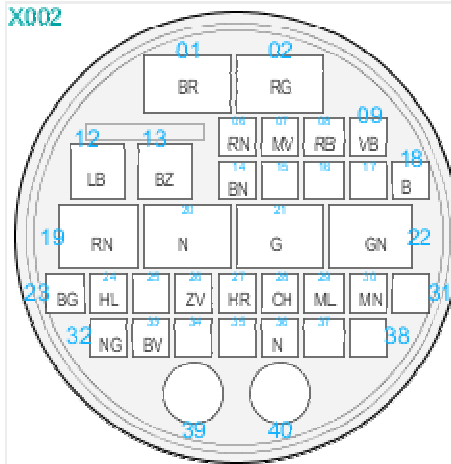 X002
01 02
BR RG
06 07 08 09
RN MV RB VB
12 13
14 15 16 17 18
LB BZ BN B
20 21
19 RN N G GN 22
24 25 26 27 28 29 30
23 BG HL ZV HR CH ML MN 31
33 34 35 36 37
32 NG BV N 38
39 40